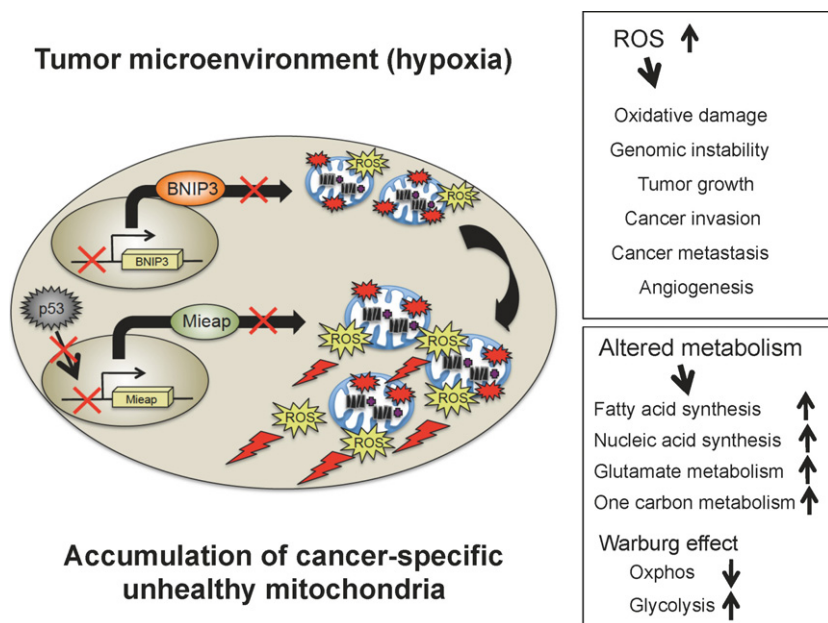 Tumor microenvironment (hypoxia)
BNIP3
BNIP3
p53
Mieap
Mieap
ROS
ROS
ROS
ROS
ROS
ROS
ROS
Accumulation of cancer-specific
unhealthy mitochondria
ROS
Oxidative damage
Genomic instability
Tumor growth
Cancer invasion
Cancer metastasis
Angiogenesis
Altered metabolism
Fatty acid synthesis
Nucleic acid synthesis
Glutamate metabolism
One carbon metabolism
Warburg effect
Oxphos
Glycolysis